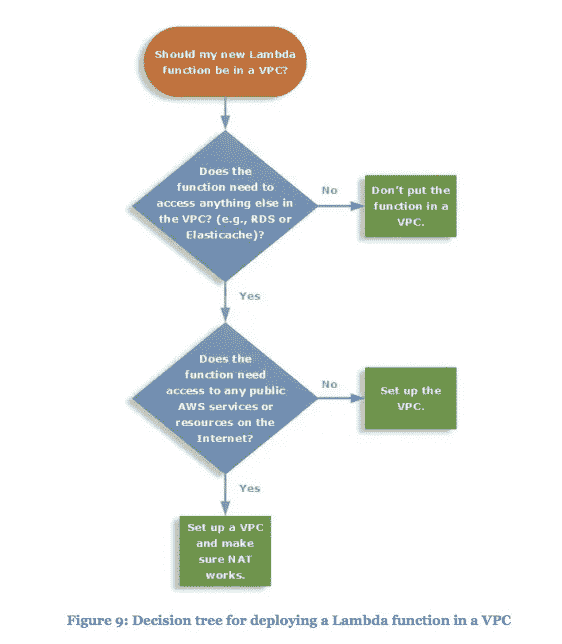 Should my new Lambda
function be in a VPC?
Does the
function need to
access anything else in
the VPC? (e.g., RDS or
Elasticache)?
No
Don't put the
function in a
VPC.
Yes
Does the
function need
access to any public
AWS services or
resources on the
Internet?
No
Set up the
VPC.
Yes
Set up a VPC
and make
sure NAT
works.
Figure 9: Decision tree for deploying a Lambda function in a VPC